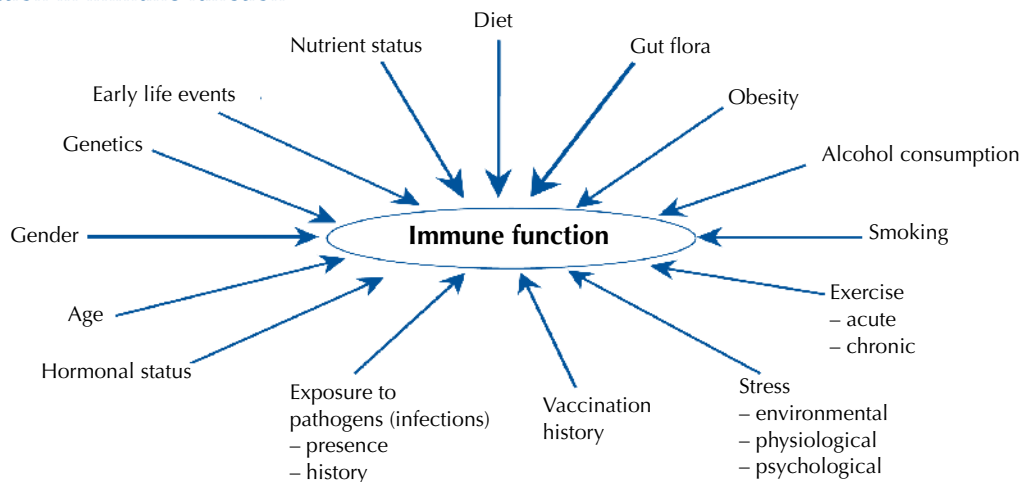 Diet
Nutrient status
Gut flora
Early life events
Obesity
Genetics
Alcohol consumption
Gender
Immune function
Smoking
Age
Exercise
– acute
– chronic
Hormonal status
Exposure to
pathogens (infections)
– presence
– history
Vaccination
history
Stress
– environmental
– physiological
– psychological